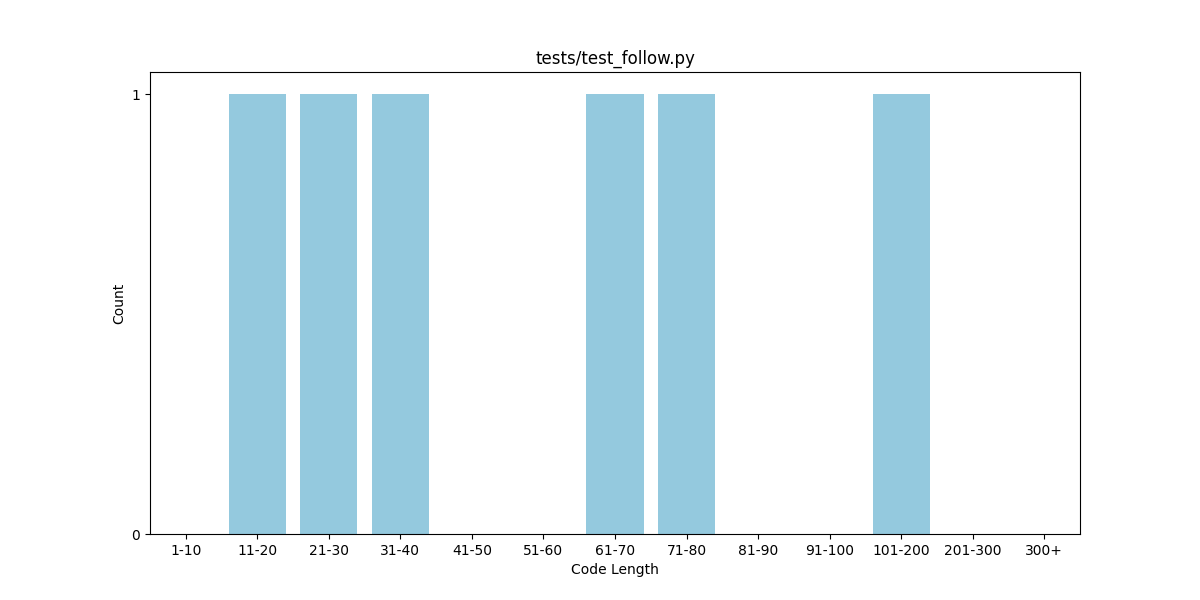 tests/test_follow.py
1
0
Count
1-10 11-20 21-30 31-40 41-50 51-60 61-70 71-80 81-90 91-100 101-200 201-300 300+
Code Length